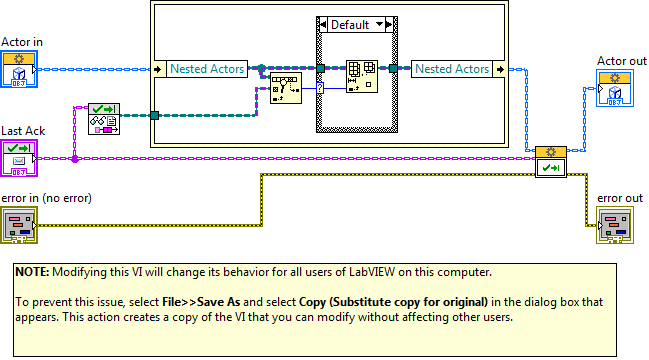 Default
Actor in
Nested Actors
Nested Actors
Actor out
OBJ
OBJ
?
Last Ack
OBJ
error in (no error)
error out
NOTE: Modifying this VI will change its behavior for all users of LabVIEW on this computer.
To prevent this issue, select File>>Save As and select Copy (Substitute copy for original) in the dialog box that
appears. This action creates a copy of the VI that you can modify without affecting other users.